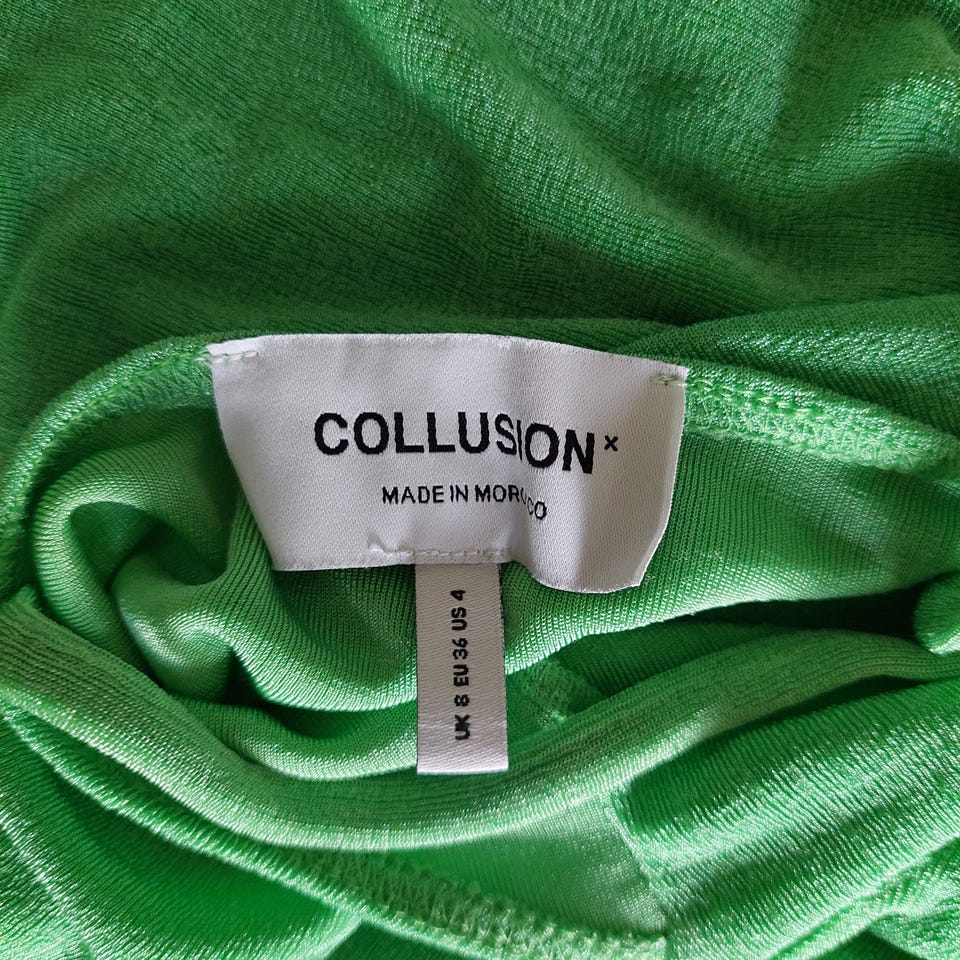 COLLUSION×
MADE IN MOROCCO
UK 8 EU 36 US 4